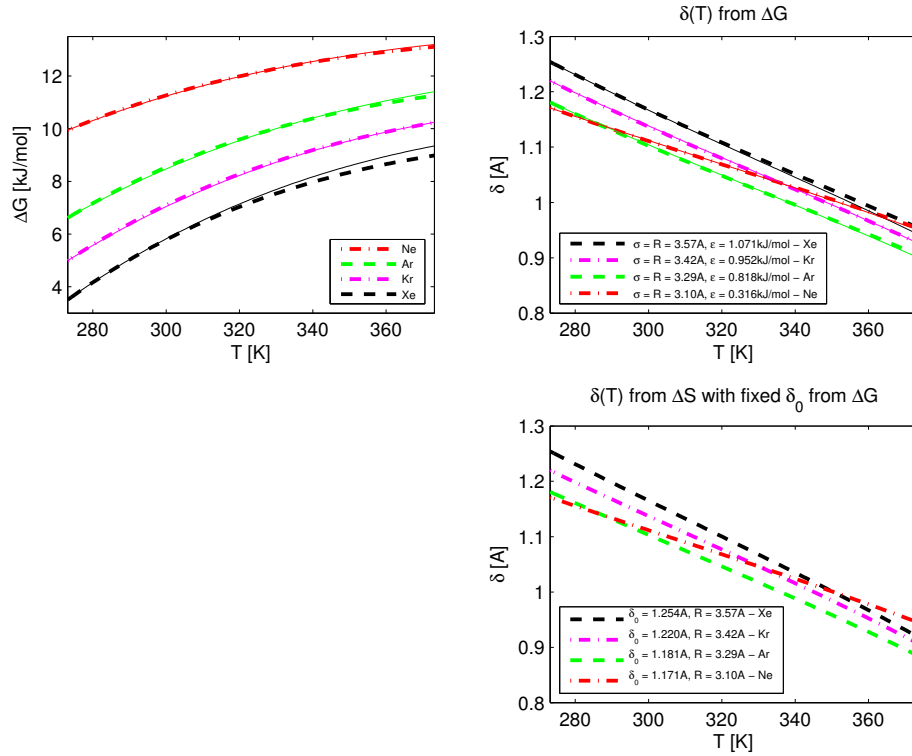 δ(T) from ΔG
12
10
8
6
4
ΔG [kJ/mol]
280
300
320
340
360
T [K]
Ne
Ar
Kr
Xe
1.3
1.2
1.1
1
0.9
0.8
δ [A]
280
300
320
340
360
T [K]
σ = R = 3.57A, ε = 1.071kJ/mol − Xe
σ = R = 3.42A, ε = 0.952kJ/mol − Kr
σ = R = 3.29A, ε = 0.818kJ/mol − Ar
σ = R = 3.10A, ε = 0.316kJ/mol − Ne
δ(T) from ΔS with fixed δ₀ from ΔG
1.3
1.2
1.1
1
0.9
0.8
δ [A]
280
300
320
340
360
T [K]
δ₀ = 1.254A, R = 3.57A − Xe
δ₀ = 1.220A, R = 3.42A − Kr
δ₀ = 1.181A, R = 3.29A − Ar
δ₀ = 1.171A, R = 3.10A − Ne